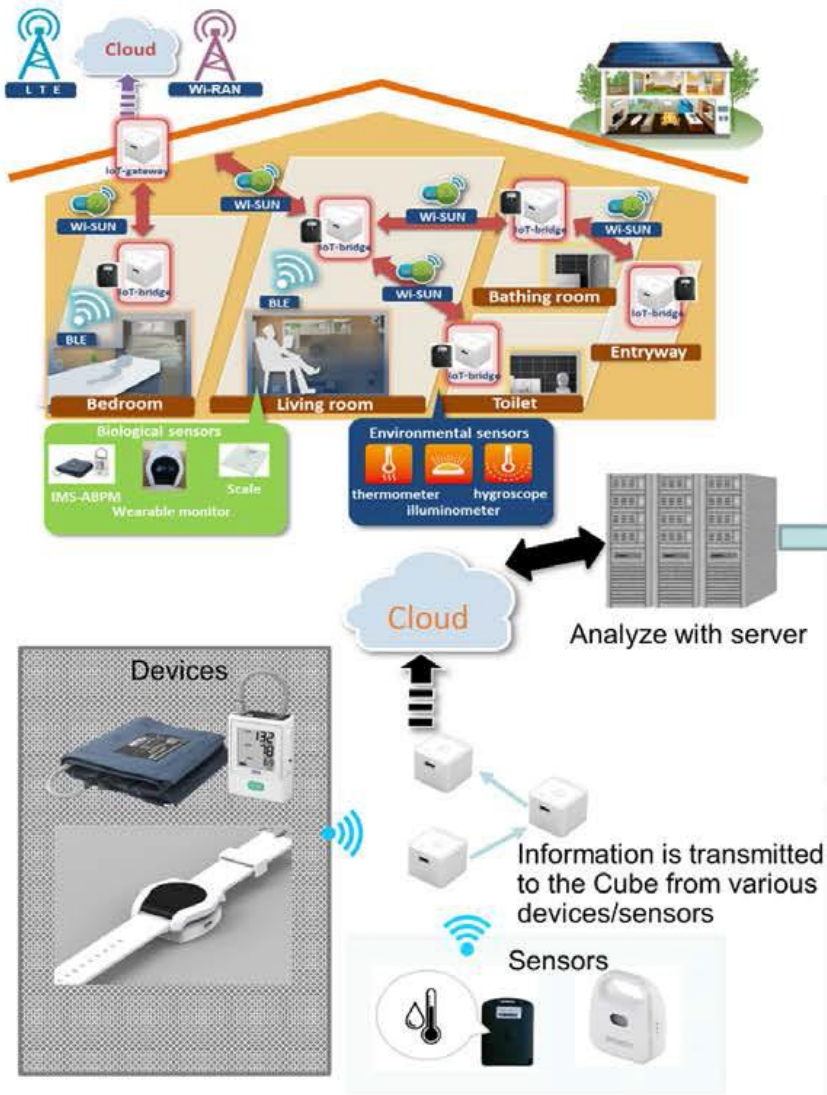 Cloud
LTE
Wi-RAN
IoT-gateway
Wi-SUN
Wi-SUN
Wi-SUN
Wi-SUN
Wi-SUN
IoT-bridge
IoT-bridge
IoT-bridge
IoT-bridge
IoT-bridge
BLE
BLE
Bathing room
Entryway
Bedroom
Living room
Toilet
Biological sensors
IMS-ABPM
Scale
Wearable monitor
Environmental sensors
thermometer
hygroscope
illuminometer
Cloud
Analyze with server
Devices
132
Information is transmitted
to the Cube from various
devices/sensors
Sensors